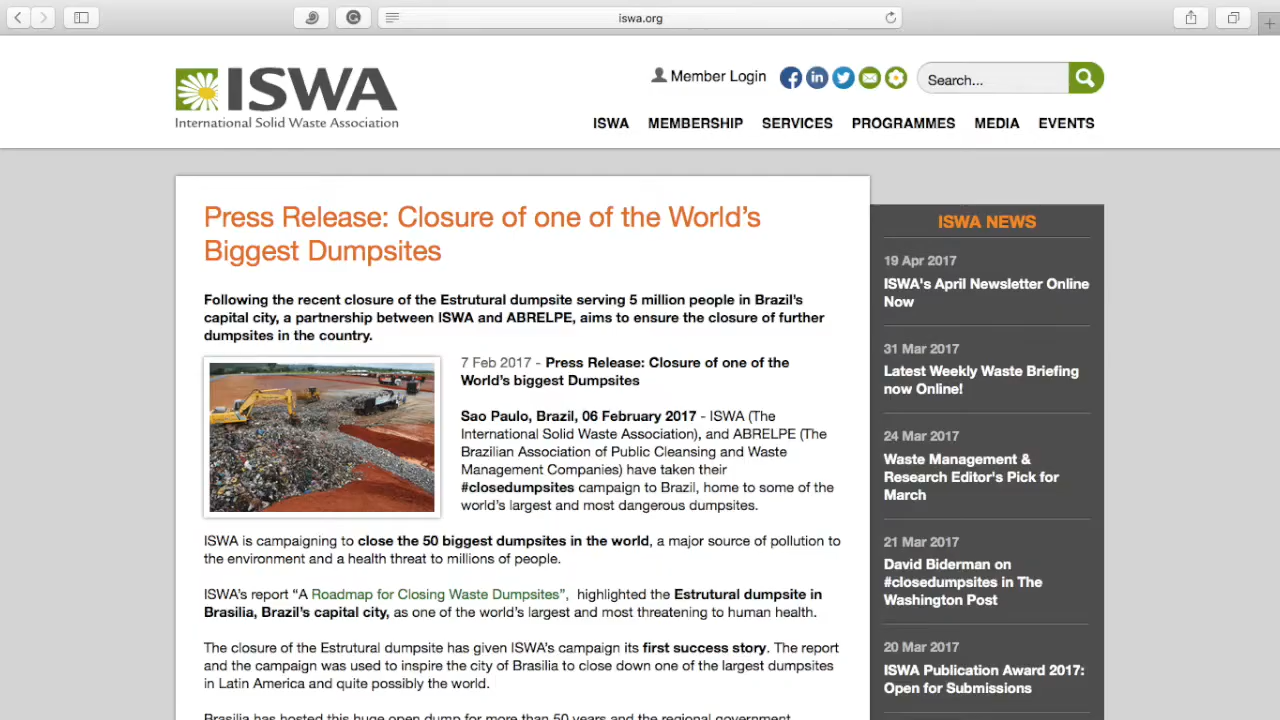 iswa.org
ISWA
International Solid Waste Association
Member Login
Search...
ISWA MEMBERSHIP SERVICES PROGRAMMES MEDIA EVENTS
Press Release: Closure of one of the World's
Biggest Dumpsites
Following the recent closure of the Estrutural dumpsite serving 5 million people in Brazil's
capital city, a partnership between ISWA and ABRELPE, aims to ensure the closure of further
dumpsites in the country.
7 Feb 2017 - Press Release: Closure of one of the
World's biggest Dumpsites
Sao Paulo, Brazil, 06 February 2017 - ISWA (The
International Solid Waste Association), and ABRELPE (The
Brazilian Association of Public Cleansing and Waste
Management Companies) have taken their
#closedumpsites campaign to Brazil, home to some of the
world's largest and most dangerous dumpsites.
ISWA is campaigning to close the 50 biggest dumpsites in the world, a major source of pollution to
the environment and a health threat to millions of people.
ISWA's report “A Roadmap for Closing Waste Dumpsites”, highlighted the Estrutural dumpsite in
Brasilia, Brazil's capital city, as one of the world's largest and most threatening to human health.
The closure of the Estrutural dumpsite has given ISWA's campaign its first success story. The report
and the campaign was used to inspire the city of Brasilia to close down one of the largest dumpsites
in Latin America and quite possibly the world.
Brasilia has hosted this huge open dump for more than 50 years and the regional government
ISWA NEWS
19 Apr 2017
ISWA's April Newsletter Online
Now
31 Mar 2017
Latest Weekly Waste Briefing
now Online!
24 Mar 2017
Waste Management &
Research Editor's Pick for
March
21 Mar 2017
David Biderman on
#closedumpsites in The
Washington Post
20 Mar 2017
ISWA Publication Award 2017:
Open for Submissions